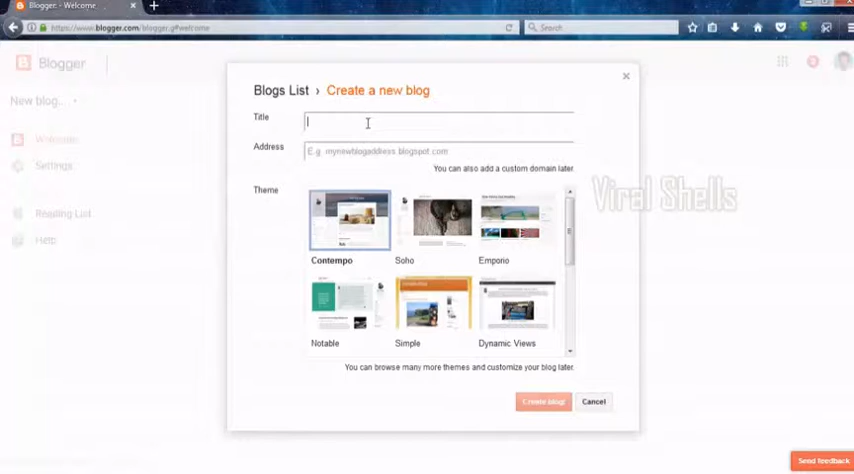 Blogger: - Welcome
https://www.blogger.com/blogger.g#welcome
Search
Blogger
New blog...
Welcome
Settings
Reading List
Help
Blogs List › Create a new blog
Title
Address
E.g. mynewblogaddress.blogspot.com
You can also add a custom domain later.
Theme
Contempo
Soho
Emporio
Notable
Simple
Dynamic Views
You can browse many more themes and customize your blog later.
Create blog!
Cancel
Viral Shells
Send feedback